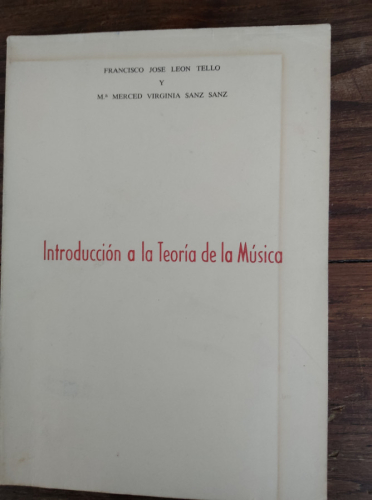 FRANCISCO JOSE LEON TELLO
Y
M.ª MERCED VIRGINIA SANZ SANZ
Introducción a la Teoría de la Música